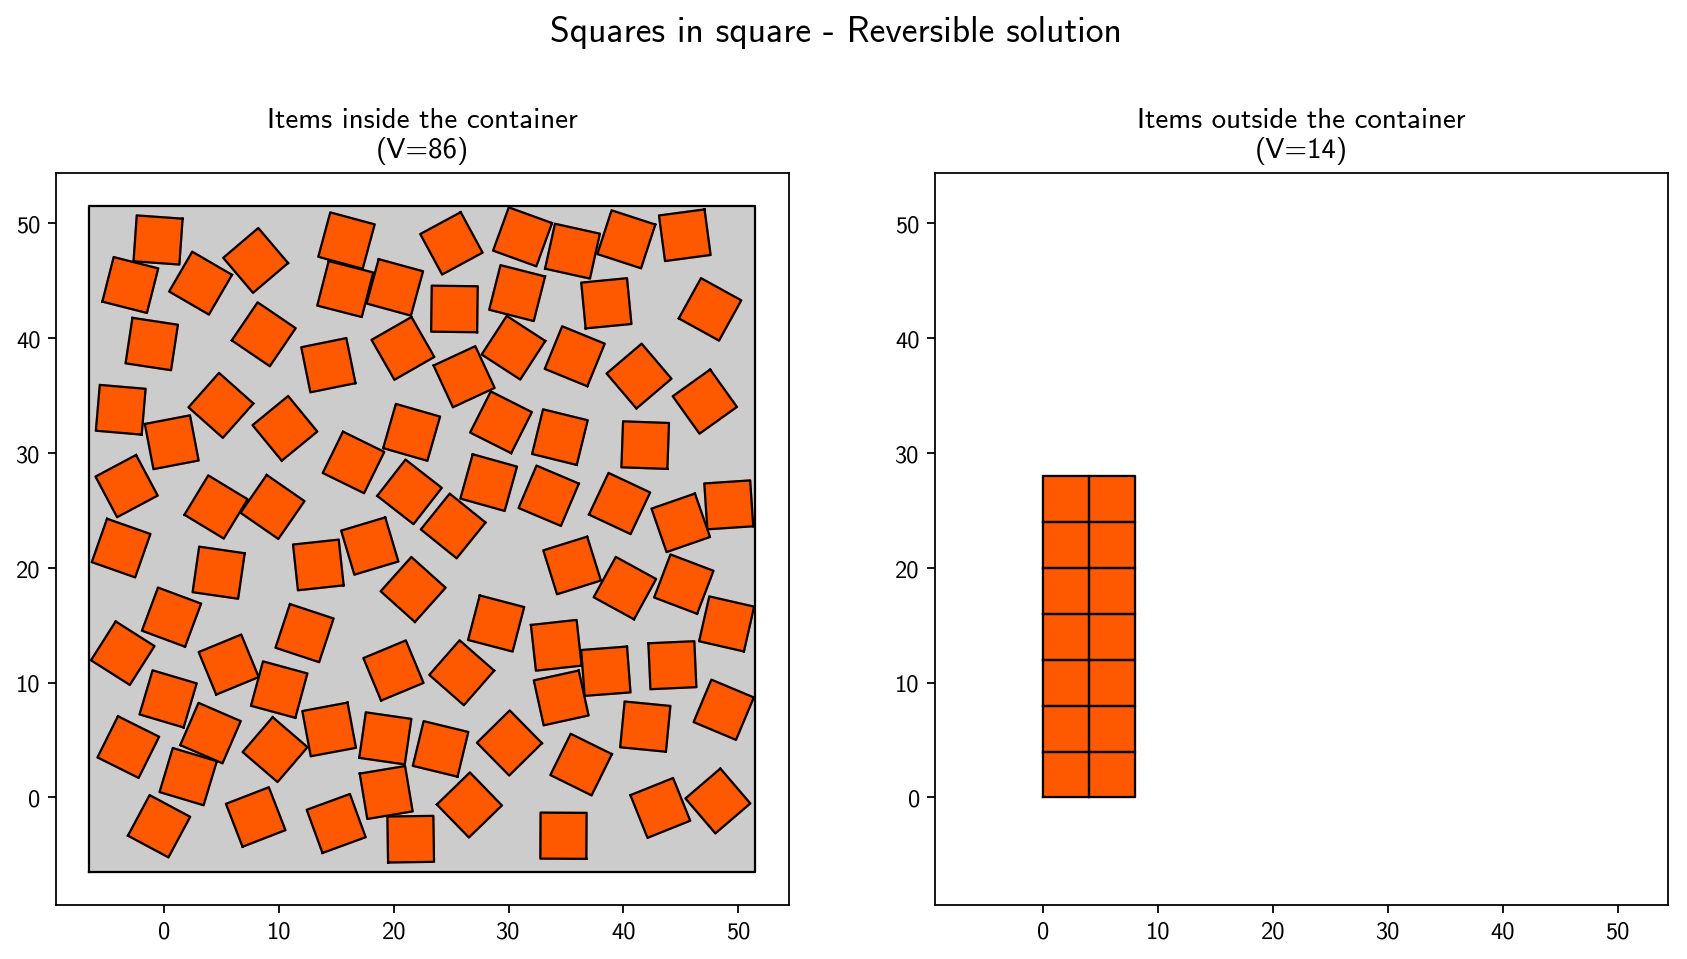 Squares in square - Reversible solution
Items inside the container
(V=86)
50
40
30
20
10
0
0 10 20 30 40 50
Items outside the container
(V=14)
50
40
30
20
10
0
0 10 20 30 40 50